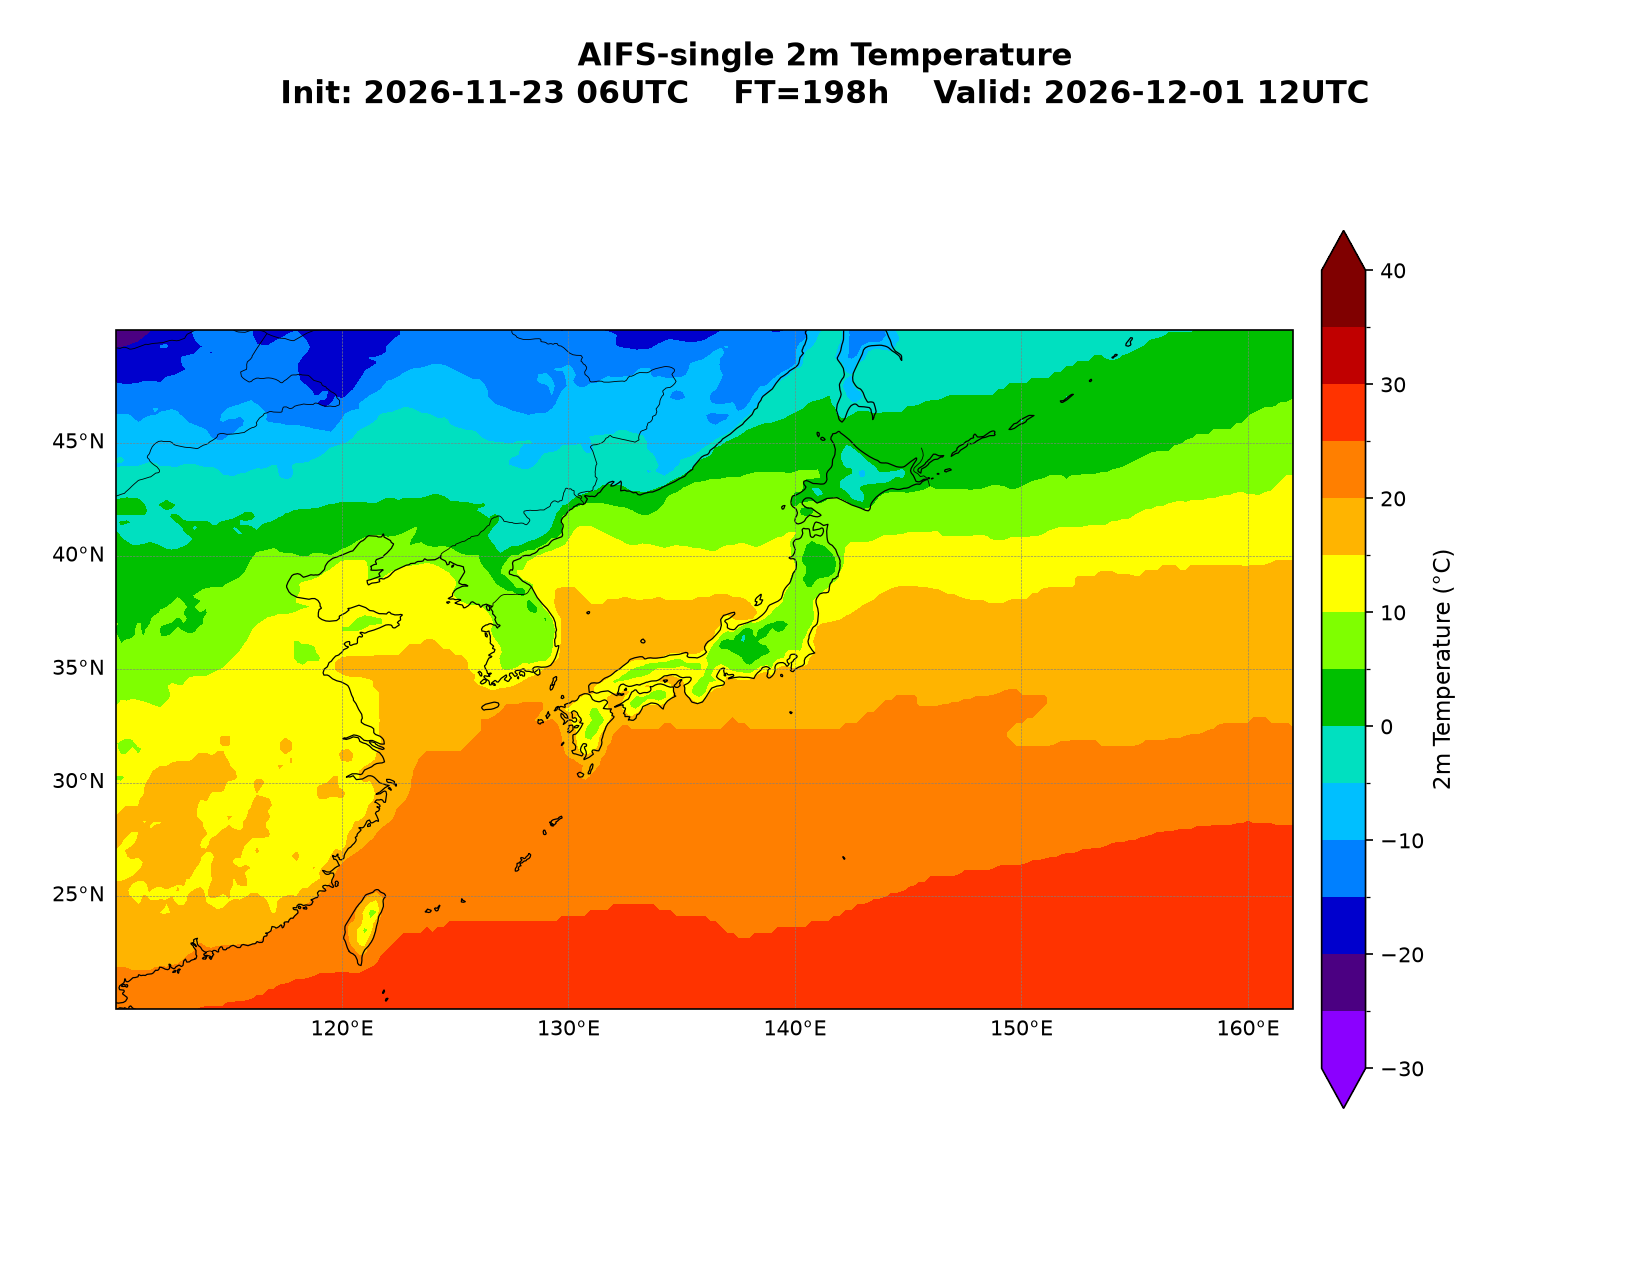 AIFS-single 2m Temperature
Init: 2026-11-23 06UTC    FT=198h    Valid: 2026-12-01 12UTC
45°N
40°N
35°N
30°N
25°N
120°E
130°E
140°E
150°E
160°E
40
30
20
10
0
−10
−20
−30
2m Temperature (°C)